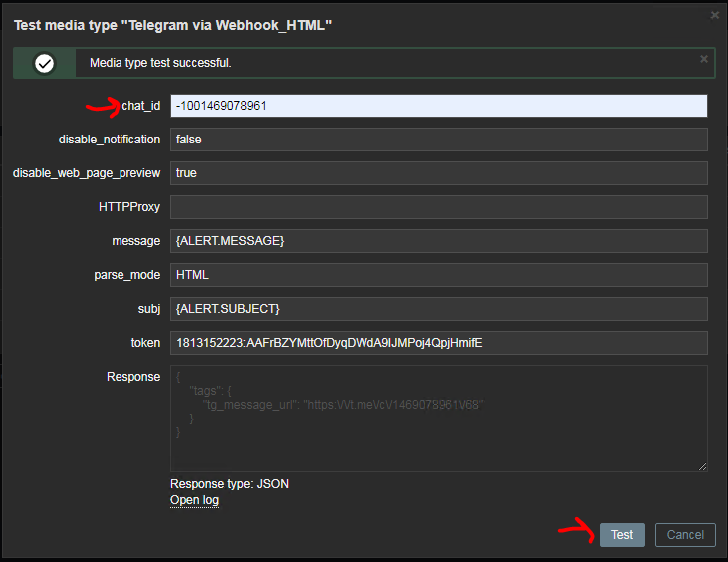 Test media type "Telegram via Webhook_HTML"
Media type test successful.
chat_id
-1001469078961
disable_notification
false
disable_web_page_preview
true
HTTPProxy
message
{ALERT.MESSAGE}
parse_mode
HTML
subj
{ALERT.SUBJECT}
token
1813152223:AAFrBZYMttOfDyqDWdA9IJMPoj4QpjHmifE
Response
{
"tags": {
"tg_message_url": "https:\/\/t.me\/c\/1469078961\/68"
}
}
Response type: JSON
Open log
Test
Cancel